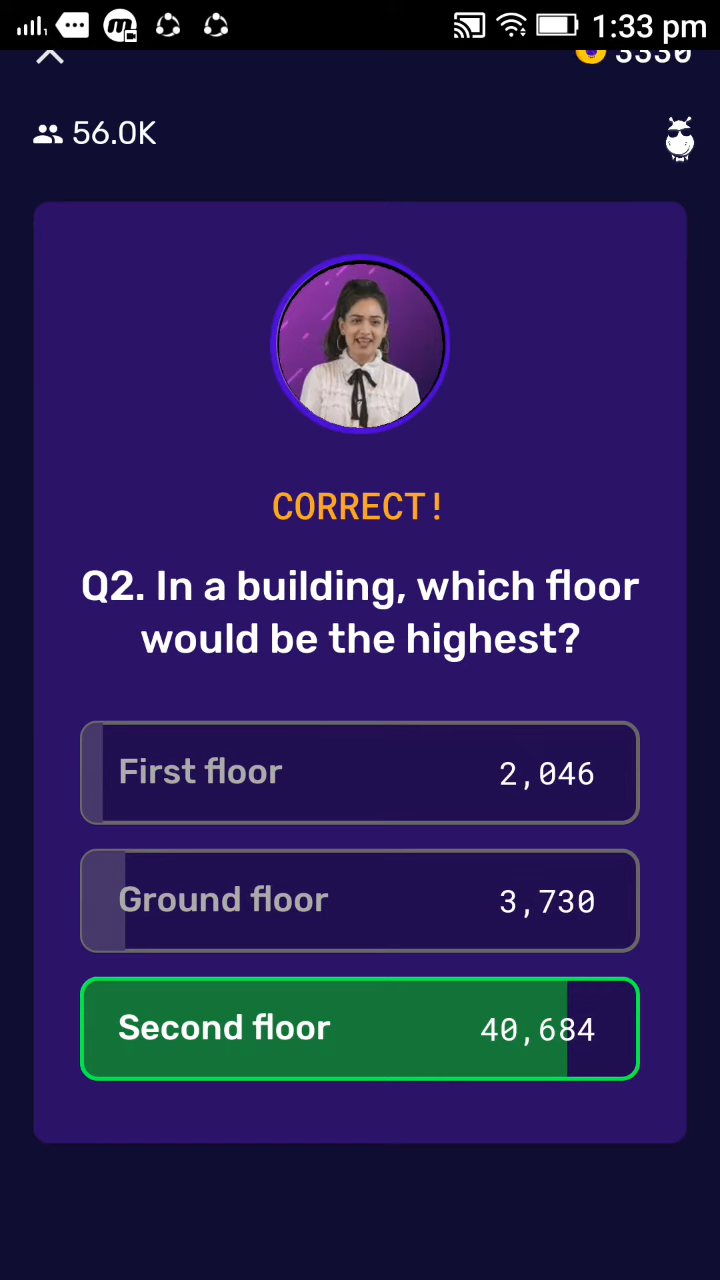 1:33 pm
3330
56.0K
CORRECT!
Q2. In a building, which floor
would be the highest?
First floor 2,046
Ground floor 3,730
Second floor 40,684